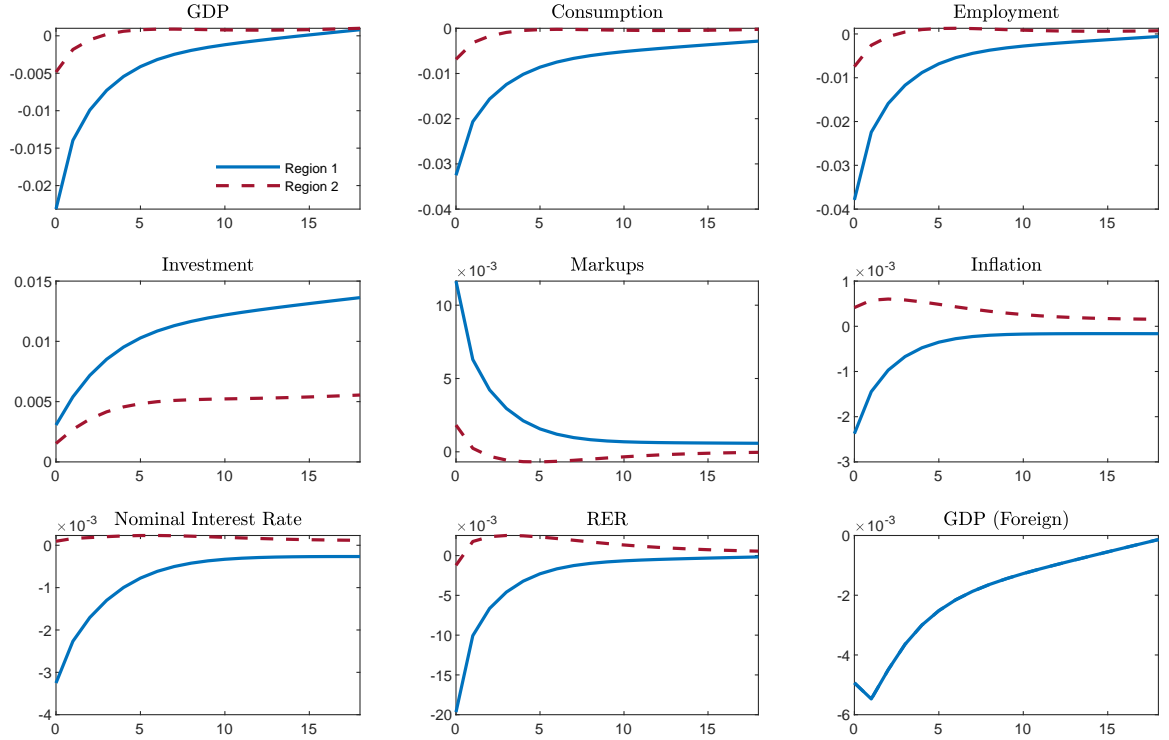 GDP
0
-0.005
-0.01
-0.015
-0.02
Region 1
Region 2
0 5 10 15
Consumption
0
-0.01
-0.02
-0.03
-0.04
0 5 10 15
Employment
0
-0.01
-0.02
-0.03
-0.04
0 5 10 15
Investment
0.015
0.01
0.005
0
0 5 10 15
Markups
×10-3
10
5
0
0 5 10 15
Inflation
×10-3
1
0
-1
-2
-3
0 5 10 15
Nominal Interest Rate
×10-3
0
-1
-2
-3
-4
0 5 10 15
RER
×10-3
0
-5
-10
-15
-20
0 5 10 15
GDP (Foreign)
×10-3
0
-2
-4
-6
0 5 10 15